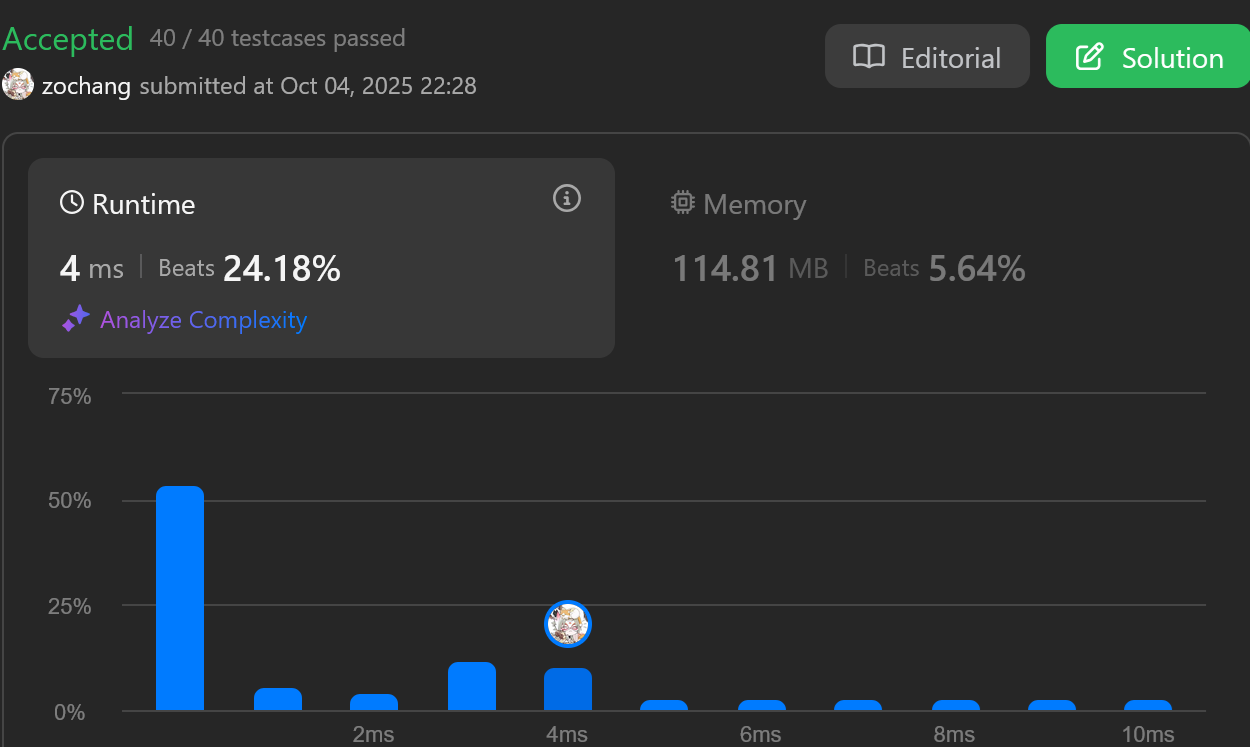 Accepted 40 / 40 testcases passed
zochang submitted at Oct 04, 2025 22:28
Editorial
Solution
Runtime
4 ms Beats 24.18%
Analyze Complexity
Memory
114.81 MB Beats 5.64%
75%
50%
25%
0%
2ms 4ms 6ms 8ms 10ms